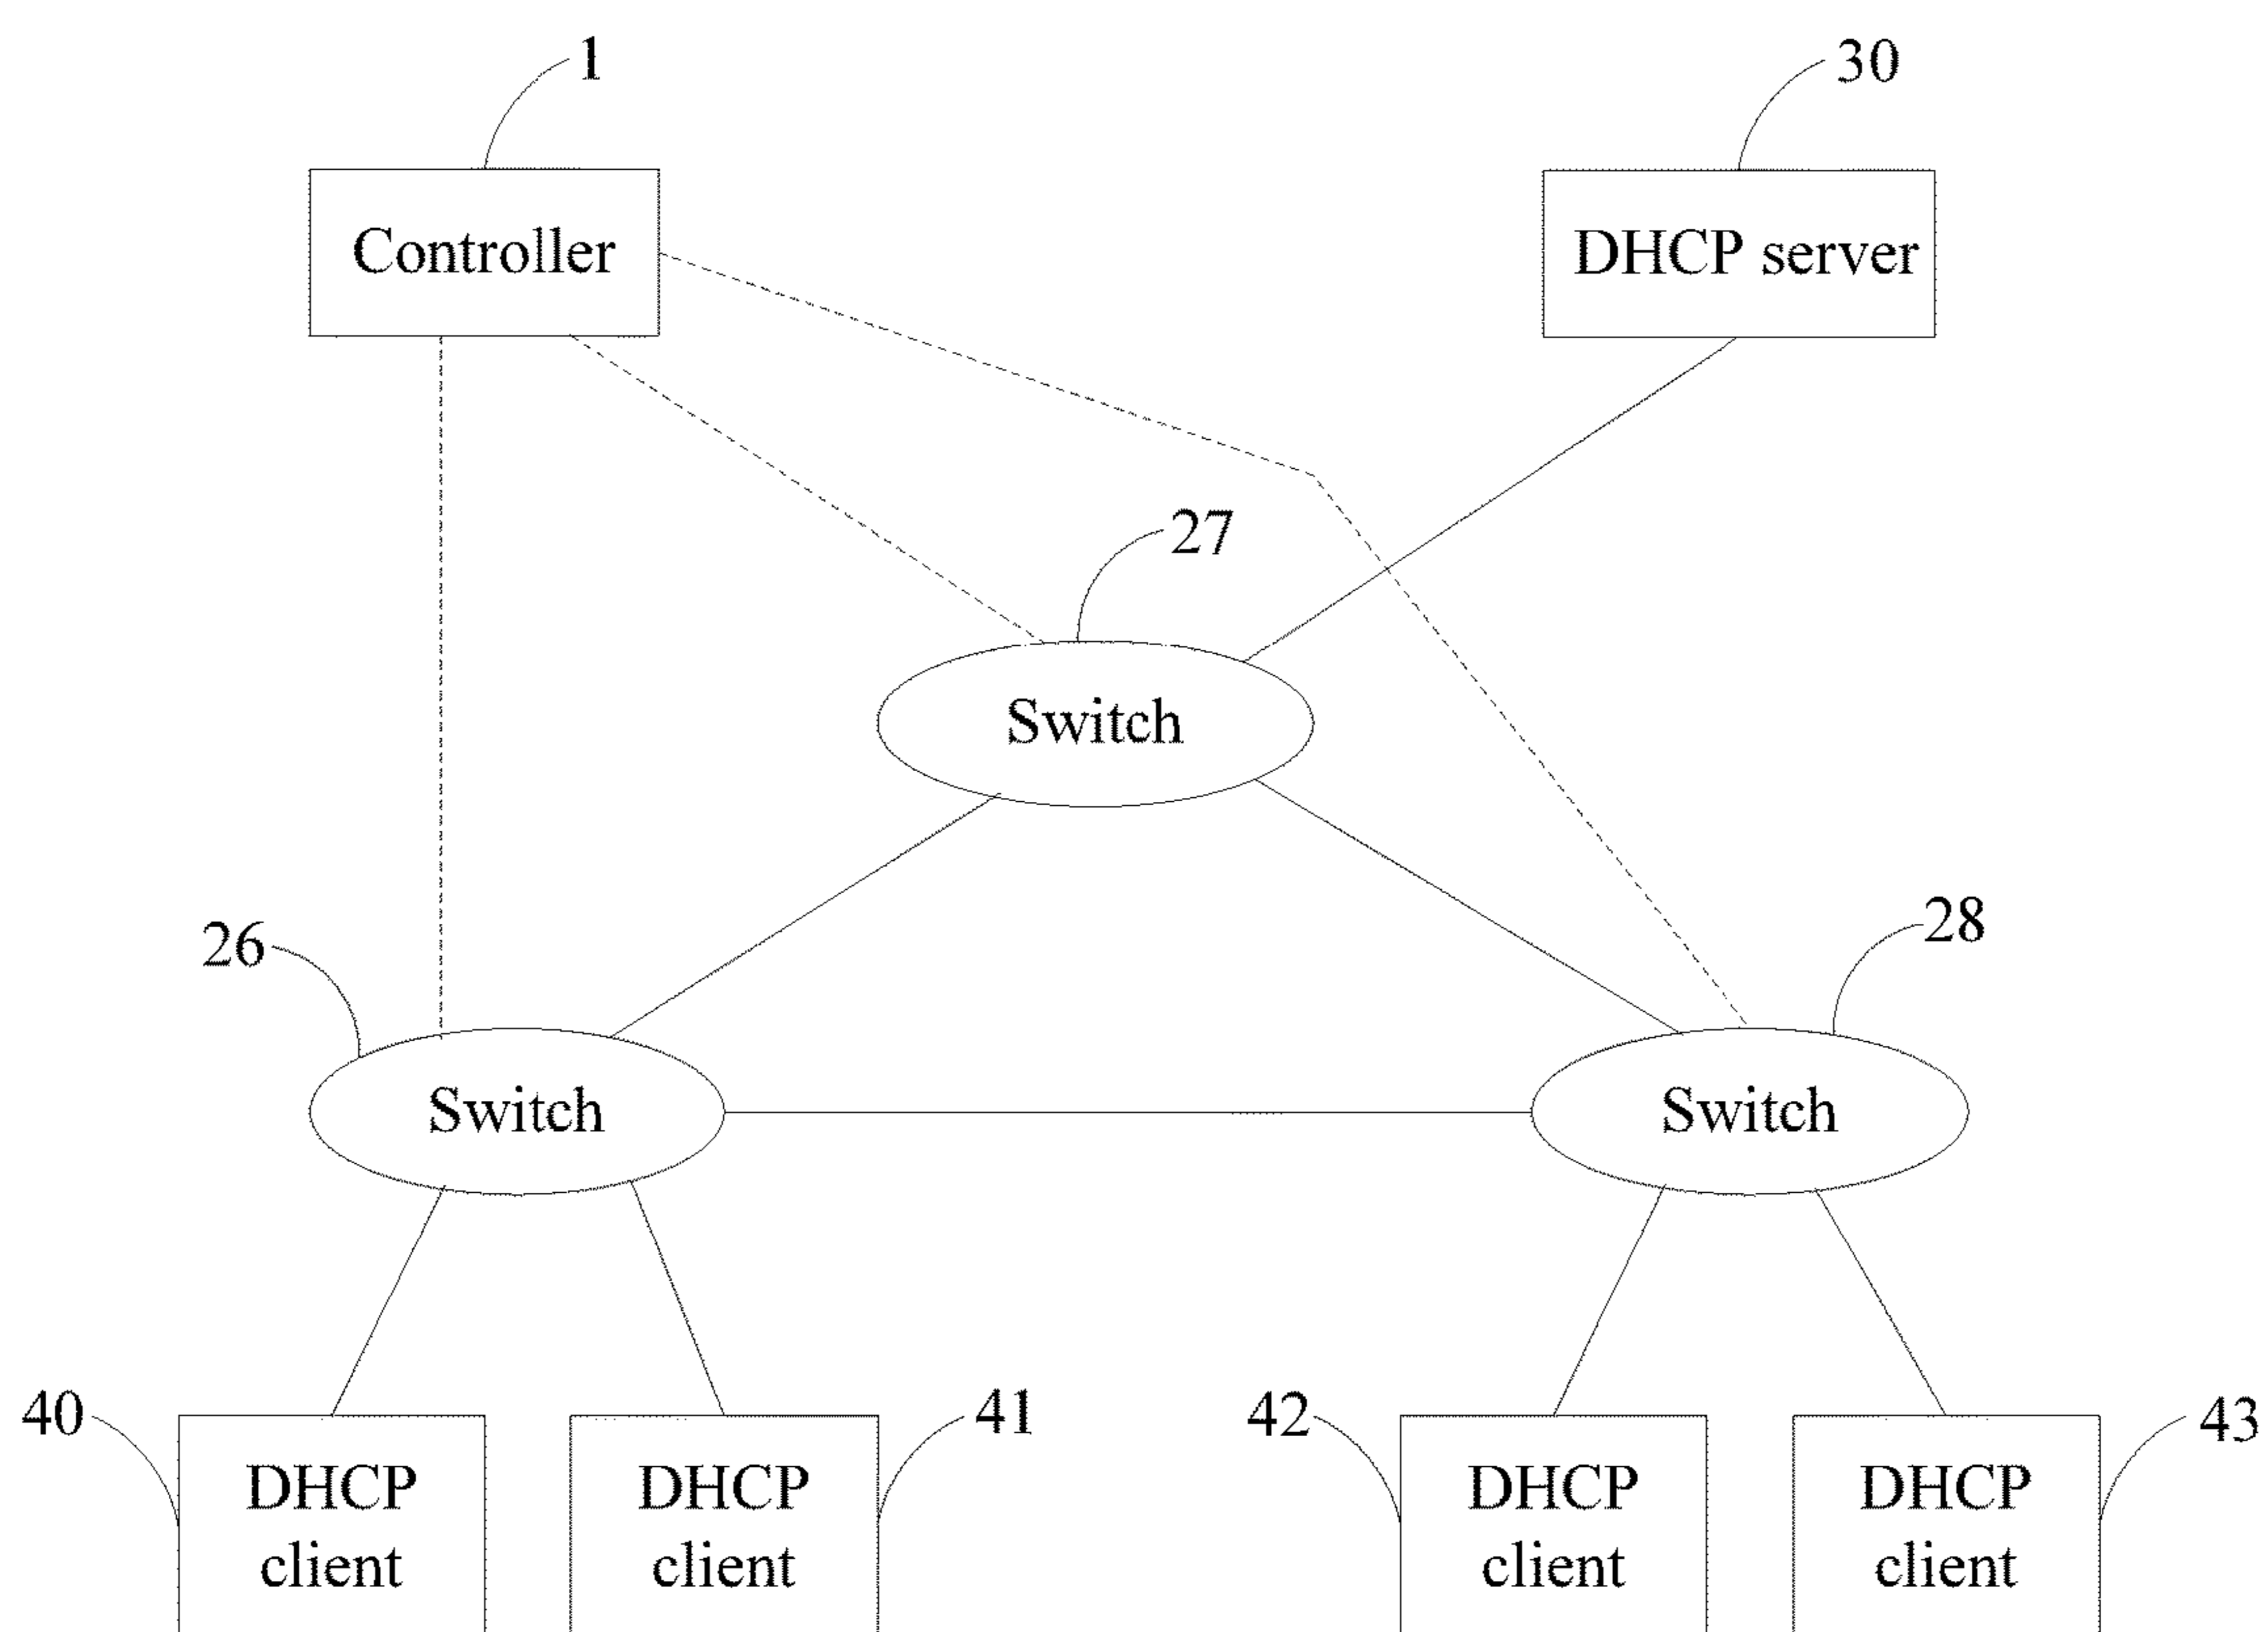 1
30
Controller
DHCP server
27
Switch
26
28
Switch
Switch
40
41
42
43
DHCP
client
DHCP
client
DHCP
client
DHCP
client